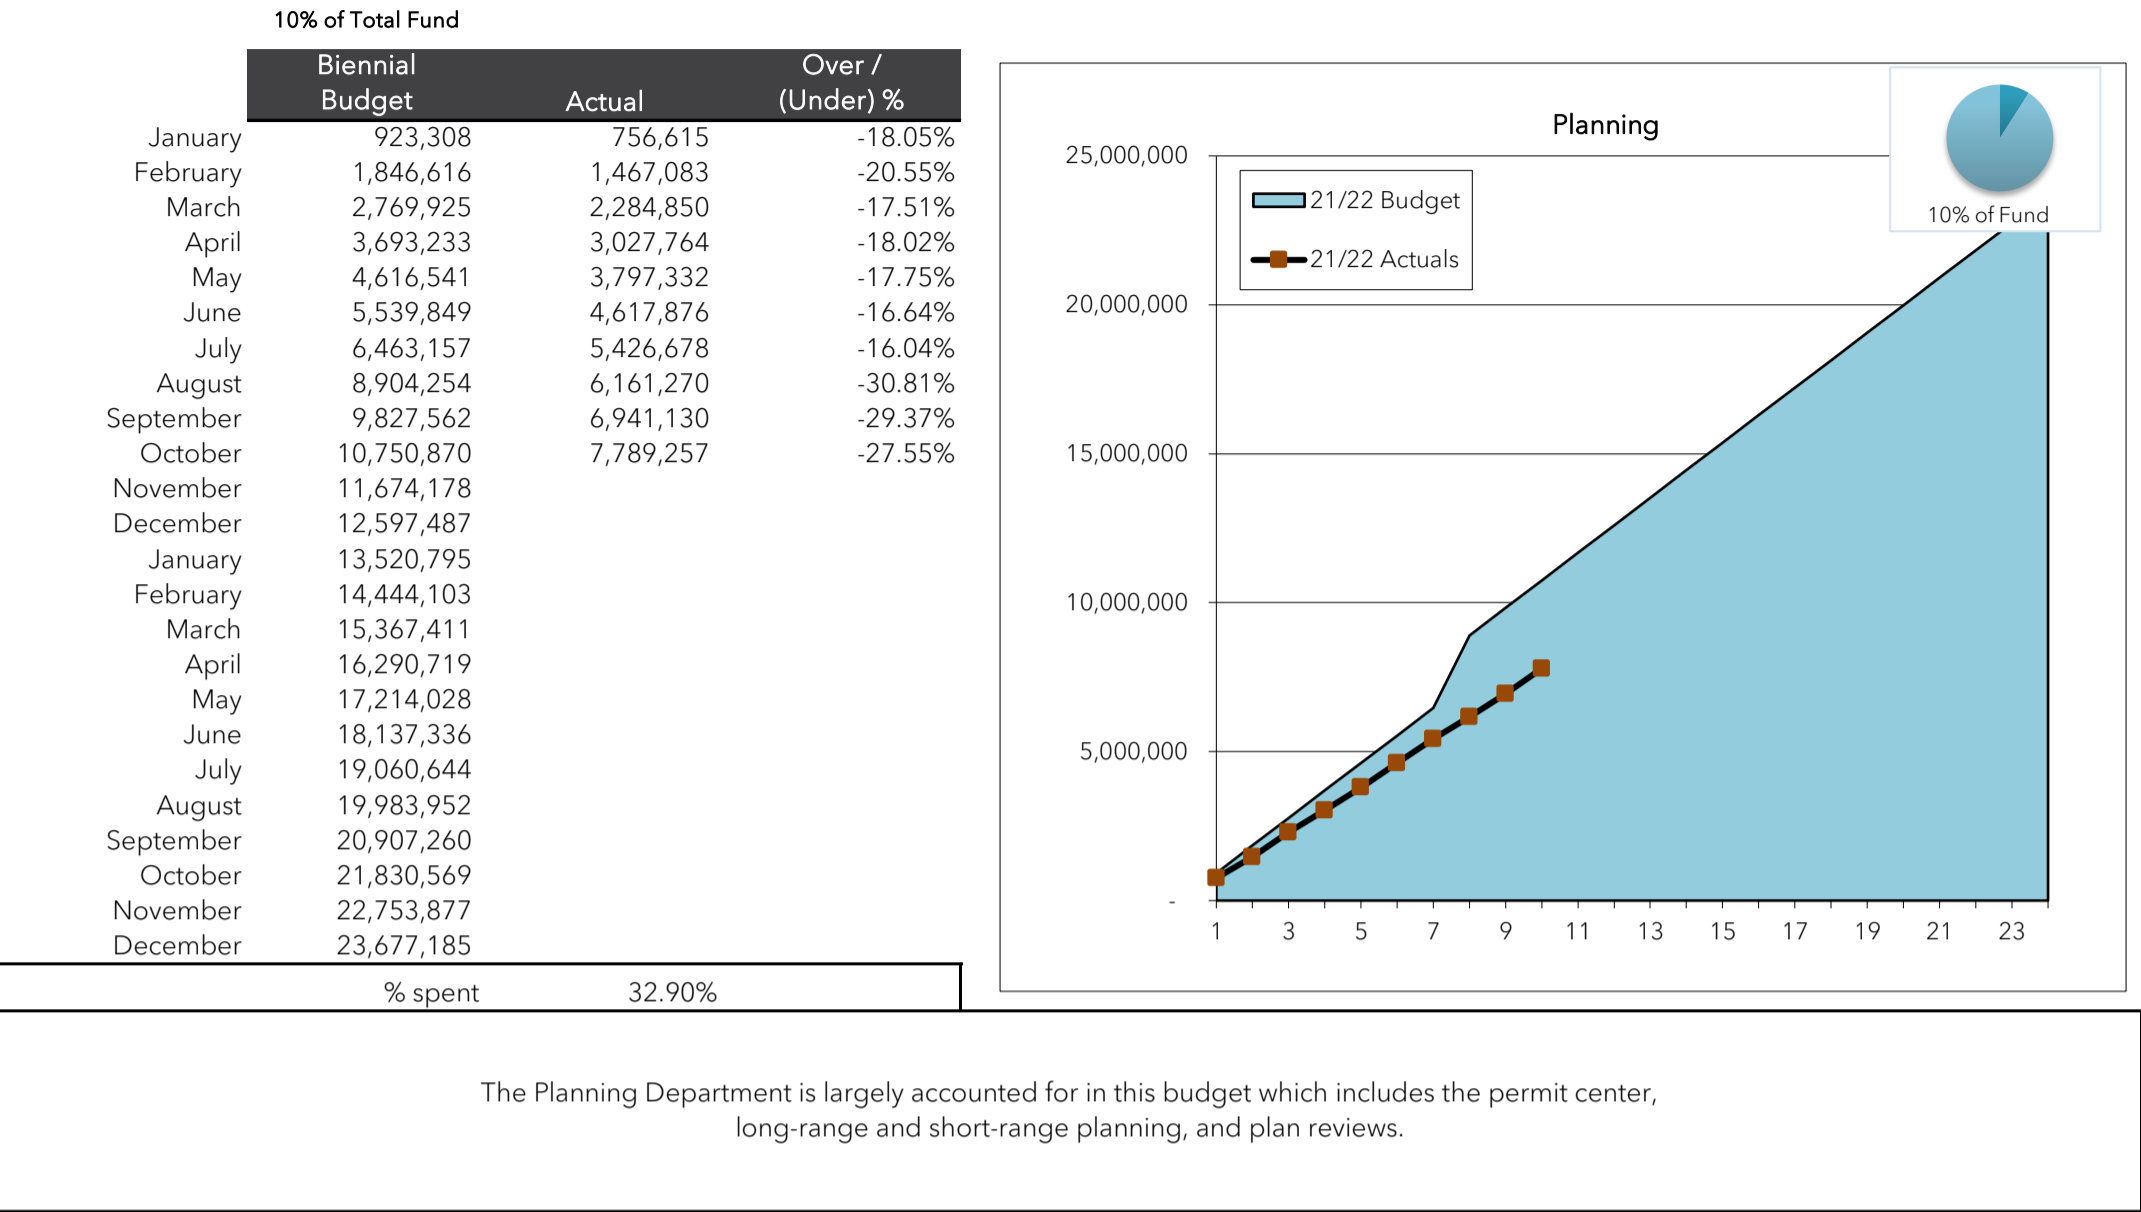 10% of Total Fund
Biennial Budget Actual Over / (Under) %
January 923,308 756,615 -18.05%
February 1,846,616 1,467,083 -20.55%
March 2,769,925 2,284,850 -17.51%
April 3,693,233 3,027,764 -18.02%
May 4,616,541 3,797,332 -17.75%
June 5,539,849 4,617,876 -16.64%
July 6,463,157 5,426,678 -16.04%
August 8,904,254 6,161,270 -30.81%
September 9,827,562 6,941,130 -29.37%
October 10,750,870 7,789,257 -27.55%
November 11,674,178
December 12,597,487
January 13,520,795
February 14,444,103
March 15,367,411
April 16,290,719
May 17,214,028
June 18,137,336
July 19,060,644
August 19,983,952
September 20,907,260
October 21,830,569
November 22,753,877
December 23,677,185
% spent 32.90%
Planning
10% of Fund
21/22 Budget
21/22 Actuals
25,000,000
20,000,000
15,000,000
10,000,000
5,000,000
-
1 3 5 7 9 11 13 15 17 19 21 23
The Planning Department is largely accounted for in this budget which includes the permit center,
long-range and short-range planning, and plan reviews.